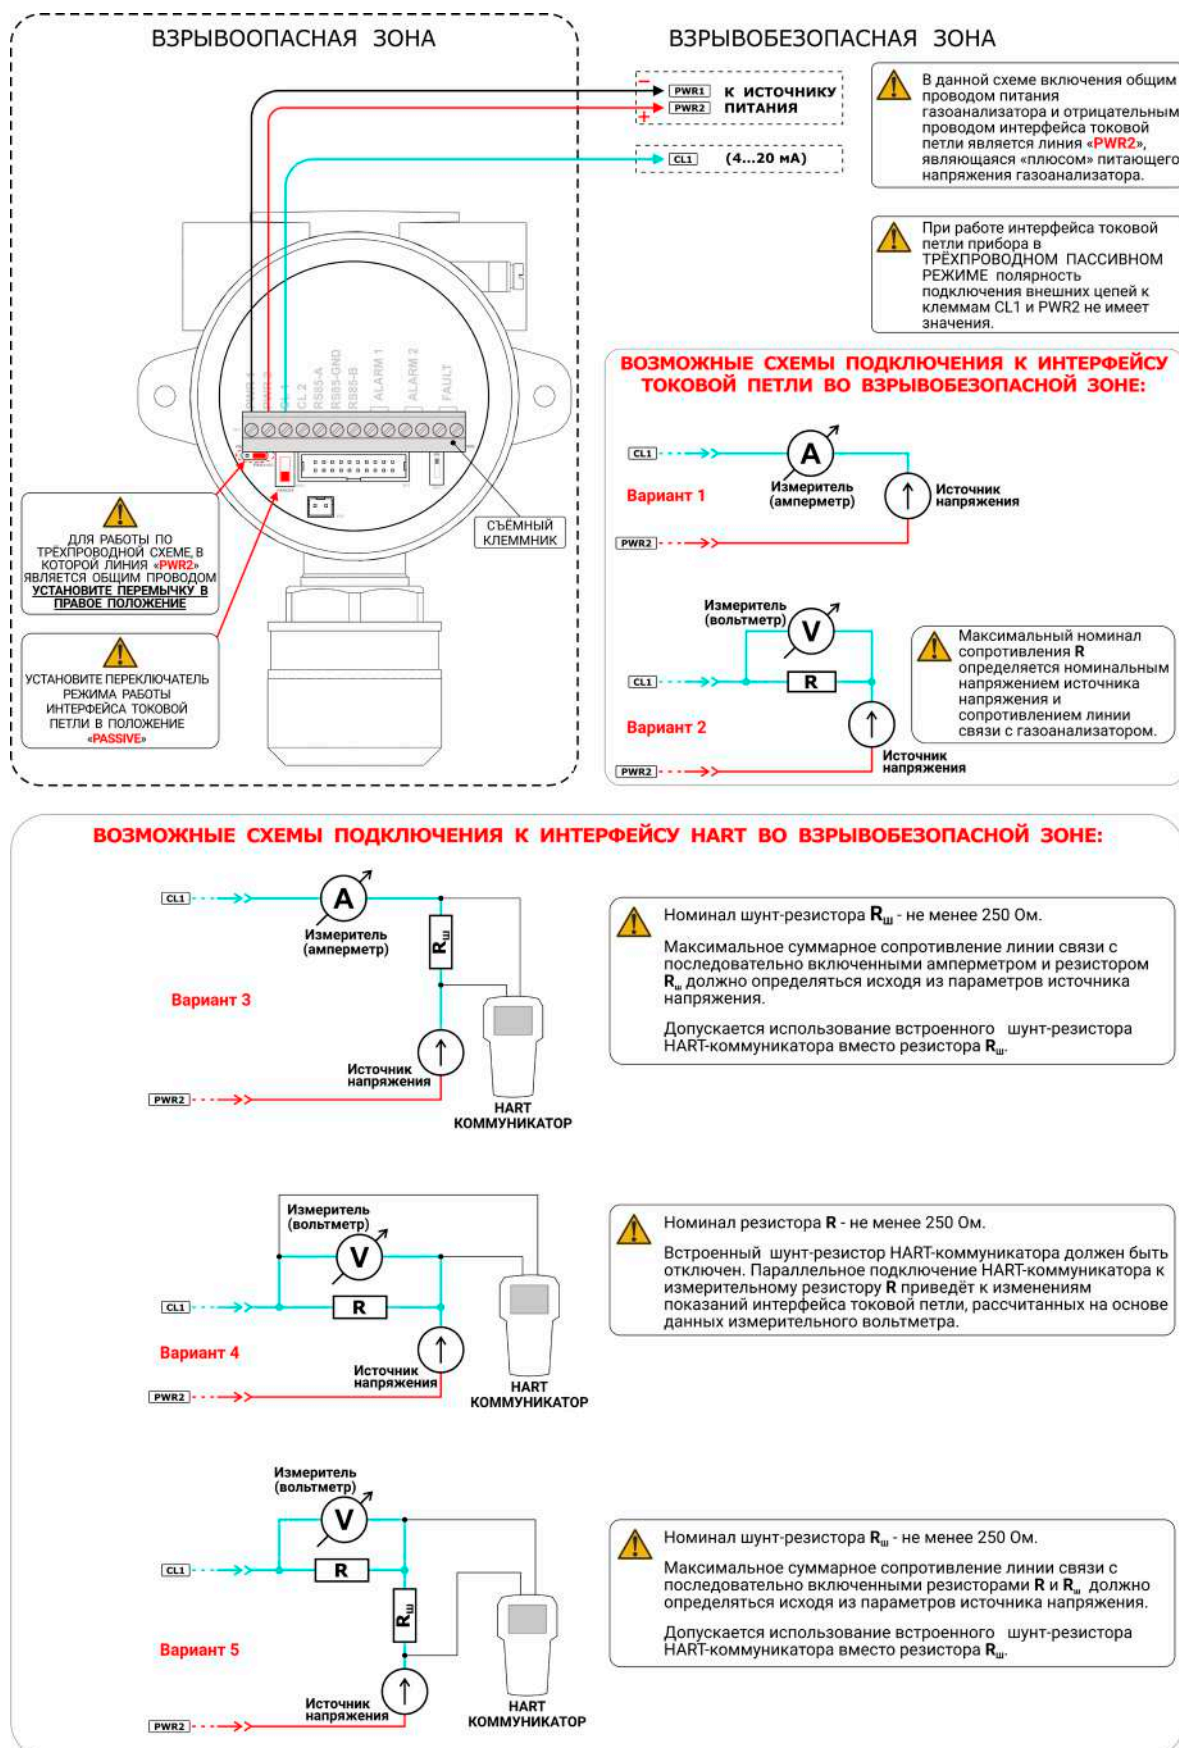 ВЗРЫВООПАСНАЯ ЗОНА
ВЗРЫВОБЕЗОПАСНАЯ ЗОНА
−
PWR1
К ИСТОЧНИКУ
PWR2
ПИТАНИЯ
+
CL1
(4...20 мА)
В данной схеме включения общим
проводом питания
газоанализатора и отрицательным
проводом интерфейса токовой
петли является линия «PWR2»,
являющаяся «плюсом» питающего
напряжения газоанализатора.
При работе интерфейса токовой
петли прибора в
ТРЁХПРОВОДНОМ ПАССИВНОМ
РЕЖИМЕ полярность
подключения внешних цепей к
клеммам CL1 и PWR2 не имеет
значения.
PWR 1
PWR 2
CL 1
CL 2
RS85-A
RS85-GND
RS85-B
ALARM 1
ALARM 2
FAULT
СЪЁМНЫЙ
КЛЕММНИК
ДЛЯ РАБОТЫ ПО
ТРЁХПРОВОДНОЙ СХЕМЕ, В
КОТОРОЙ ЛИНИЯ «PWR2»
ЯВЛЯЕТСЯ ОБЩИМ ПРОВОДОМ
УСТАНОВИТЕ ПЕРЕМЫЧКУ В
ПРАВОЕ ПОЛОЖЕНИЕ
УСТАНОВИТЕ ПЕРЕКЛЮЧАТЕЛЬ
РЕЖИМА РАБОТЫ
ИНТЕРФЕЙСА ТОКОВОЙ
ПЕТЛИ В ПОЛОЖЕНИЕ
«PASSIVE»
ВОЗМОЖНЫЕ СХЕМЫ ПОДКЛЮЧЕНИЯ К ИНТЕРФЕЙСУ
ТОКОВОЙ ПЕТЛИ ВО ВЗРЫВОБЕЗОПАСНОЙ ЗОНЕ:
CL1
A
Измеритель
(амперметр)
Вариант 1
Источник
напряжения
PWR2
Измеритель
(вольтметр)
V
CL1
R
Вариант 2
Источник
напряжения
PWR2
Максимальный номинал
сопротивления R
определяется номинальным
напряжением источника
напряжения и
сопротивлением линии
связи с газоанализатором.
ВОЗМОЖНЫЕ СХЕМЫ ПОДКЛЮЧЕНИЯ К ИНТЕРФЕЙСУ HART ВО ВЗРЫВОБЕЗОПАСНОЙ ЗОНЕ:
CL1
A
Измеритель
(амперметр)
Rш
Вариант 3
Источник
напряжения
PWR2
HART
КОММУНИКАТОР
Номинал шунт-резистора Rш - не менее 250 Ом.
Максимальное суммарное сопротивление линии связи с
последовательно включенными амперметром и резистором
Rш должно определяться исходя из параметров источника
напряжения.
Допускается использование встроенного шунт-резистора
HART-коммуникатора вместо резистора Rш.
Измеритель
(вольтметр)
V
CL1
R
Вариант 4
Источник
напряжения
PWR2
HART
КОММУНИКАТОР
Номинал резистора R - не менее 250 Ом.
Встроенный шунт-резистор HART-коммуникатора должен быть
отключен. Параллельное подключение HART-коммуникатора к
измерительному резистору R приведёт к изменениям
показаний интерфейса токовой петли, рассчитанных на основе
данных измерительного вольтметра.
Измеритель
(вольтметр)
V
CL1
R
Rш
Вариант 5
Источник
напряжения
PWR2
HART
КОММУНИКАТОР
Номинал шунт-резистора Rш - не менее 250 Ом.
Максимальное суммарное сопротивление линии связи с
последовательно включенными резисторами R и Rш должно
определяться исходя из параметров источника напряжения.
Допускается использование встроенного шунт-резистора
HART-коммуникатора вместо резистора Rш.